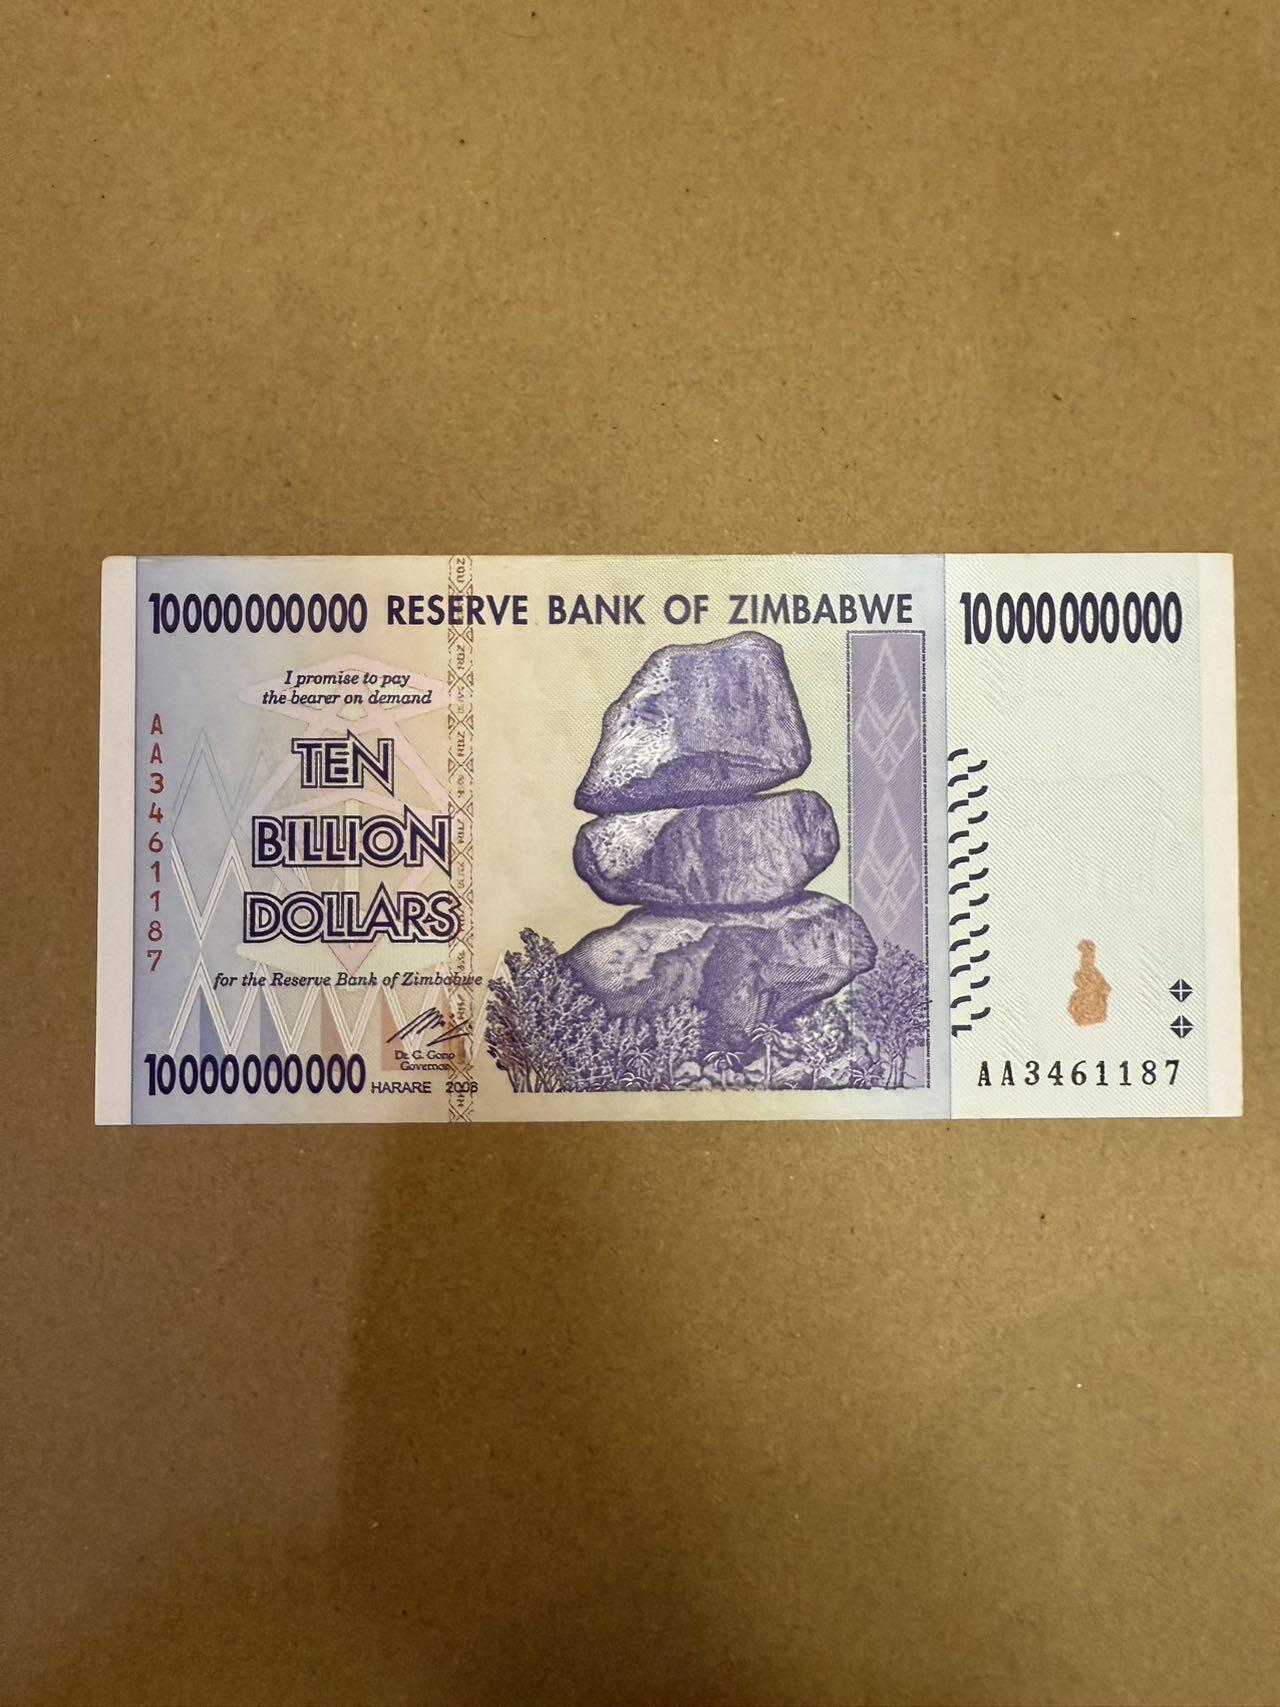 10000000000 RESERVE BANK OF ZIMBABWE 10000000000
I promise to pay
the bearer on demand
TEN
BILLION
DOLLARS
for the Reserve Bank of Zimbabwe
Dr. G. Gono
Governor
10000000000 HARARE 2008
AA3461187
AA3461187